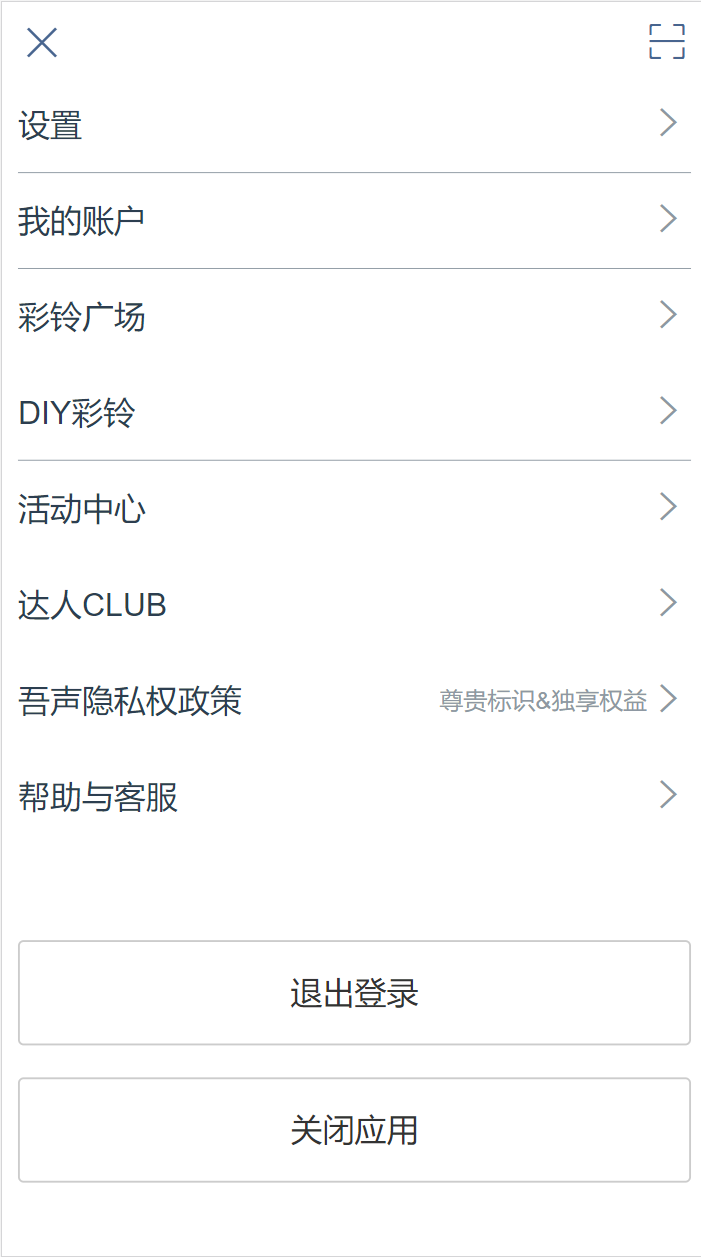 设置
我的账户
彩铃广场
DIY彩铃
活动中心
达人CLUB
吾声隐私权政策 尊贵标识&独享权益
帮助与客服
退出登录
关闭应用